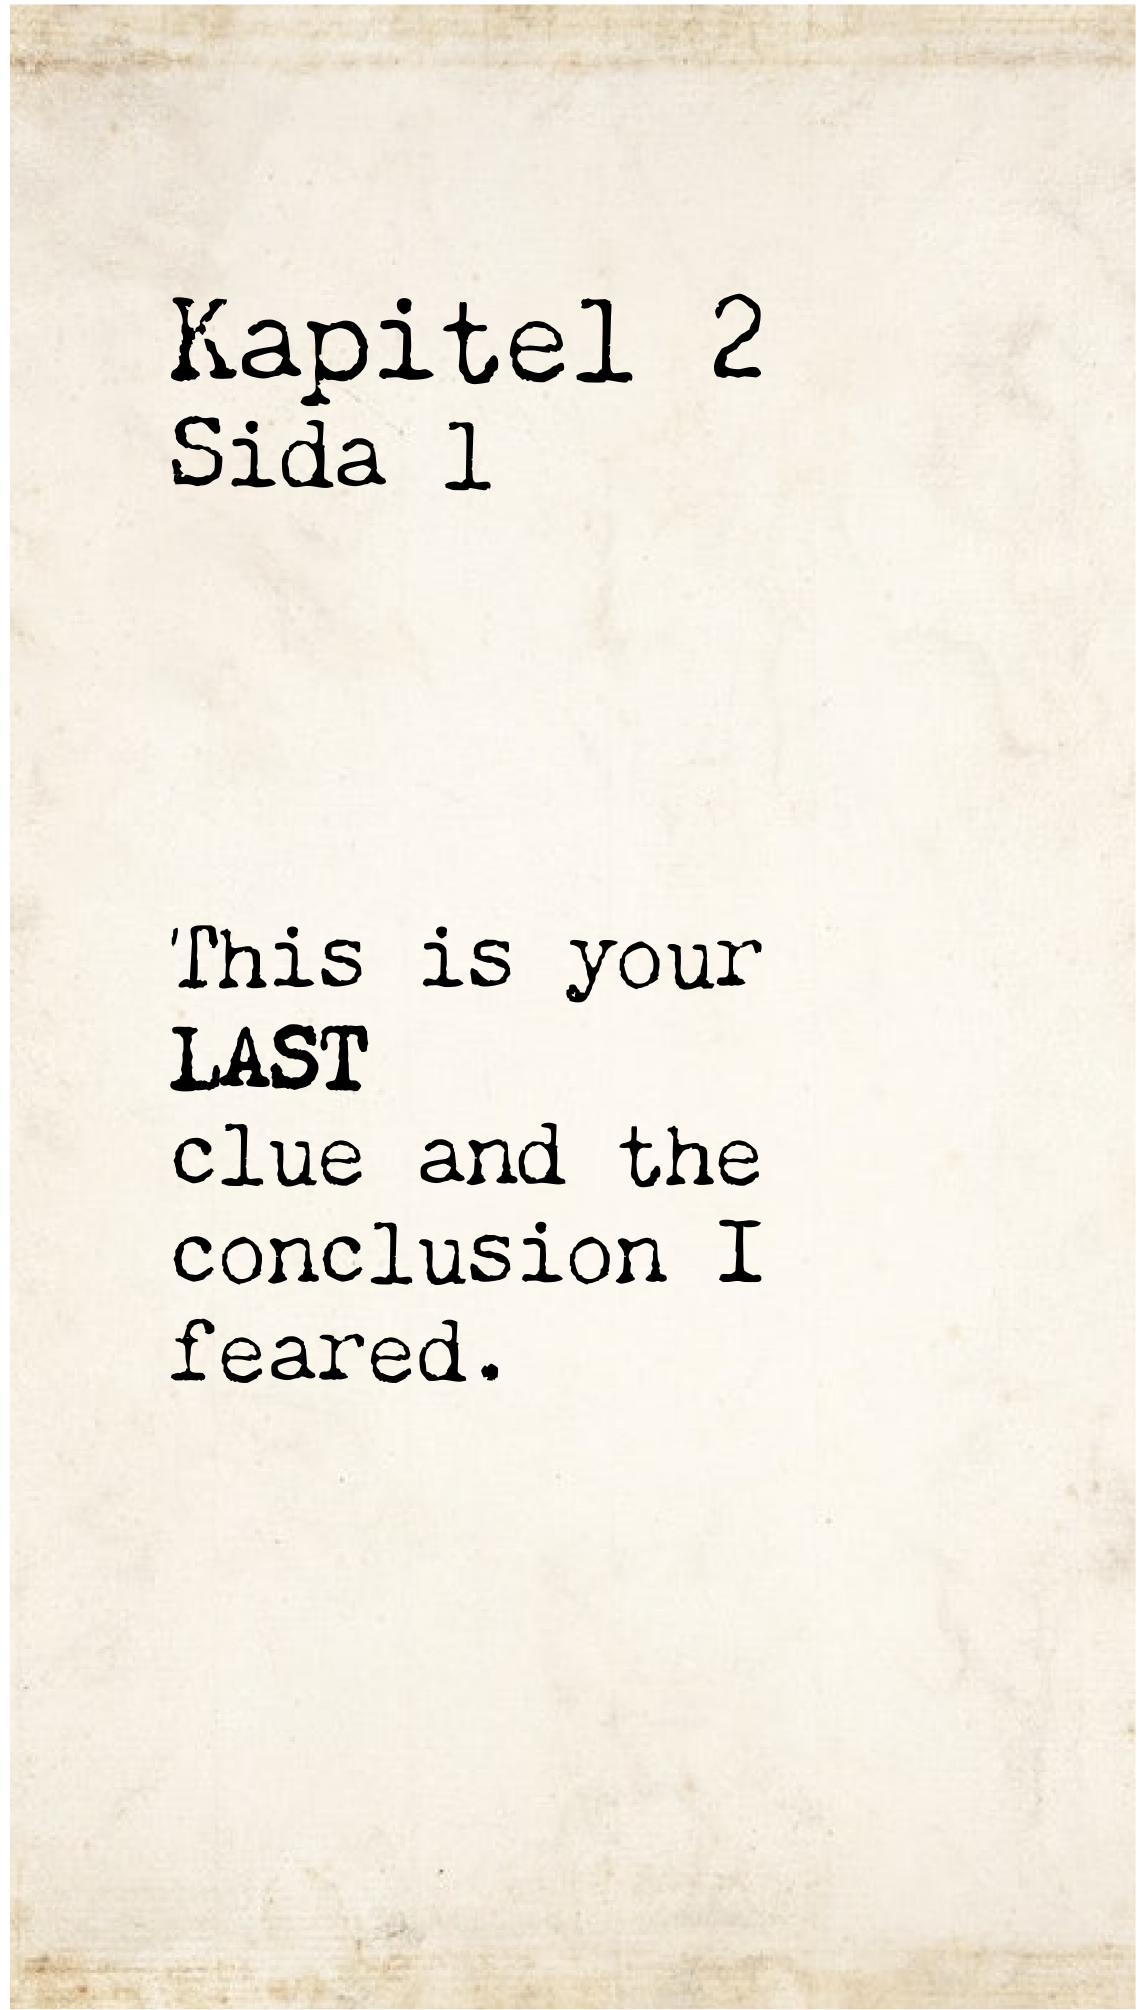 Kapitel 2
Sida 1
This is your
LAST
clue and the
conclusion I
feared.